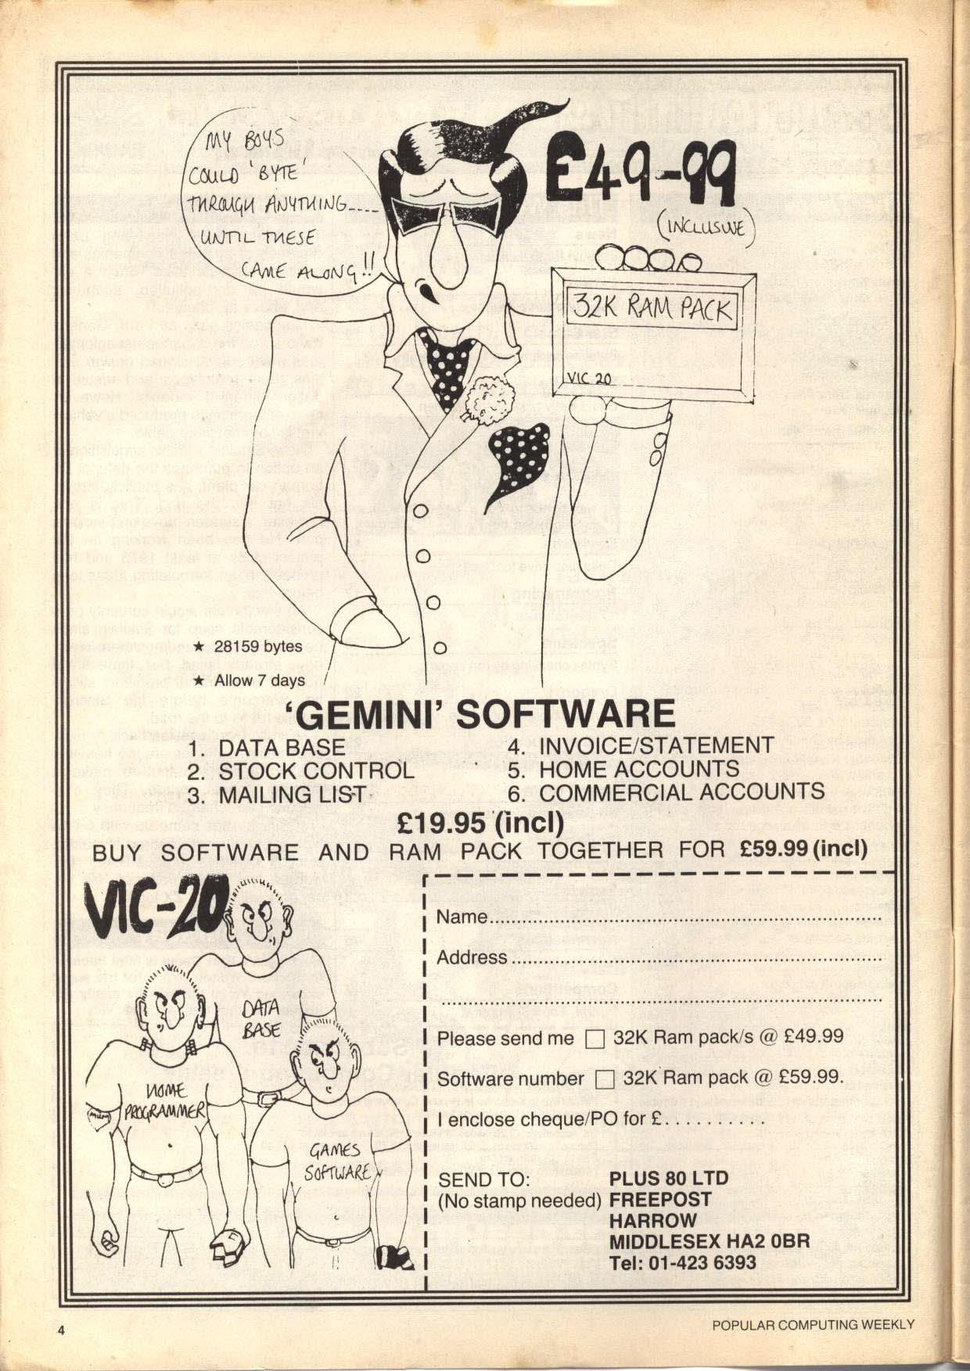 MY BOYS
COULD 'BYTE'
THROUGH ANYTHING....
UNTIL THESE
CAME ALONG!!
£49-99
(INCLUSIVE)
32K RAM PACK
VIC 20
★ 28159 bytes
★ Allow 7 days
'GEMINI' SOFTWARE
1. DATA BASE
2. STOCK CONTROL
3. MAILING LIST
4. INVOICE/STATEMENT
5. HOME ACCOUNTS
6. COMMERCIAL ACCOUNTS
£19.95 (incl)
BUY SOFTWARE AND RAM PACK TOGETHER FOR £59.99 (incl)
VIC-20
DATA
BASE
HOME
PROGRAMMER
GAMES
SOFTWARE
Name
Address
Please send me □ 32K Ram pack/s @ £49.99
Software number □ 32K Ram pack @ £59.99.
I enclose cheque/PO for £..........
SEND TO: PLUS 80 LTD
(No stamp needed) FREEPOST
HARROW
MIDDLESEX HA2 0BR
Tel: 01-423 6393
4
POPULAR COMPUTING WEEKLY